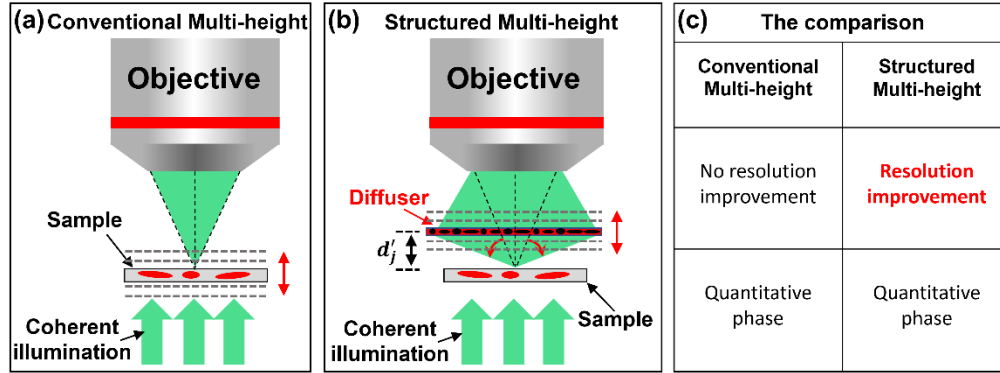 (a) Conventional Multi-height
Objective
Sample
Coherent
illumination
(b) Structured Multi-height
Objective
Diffuser
d'j
Sample
Coherent
illumination
(c) The comparison
Conventional
Multi-height
Structured
Multi-height
No resolution
improvement
Resolution
improvement
Quantitative
phase
Quantitative
phase